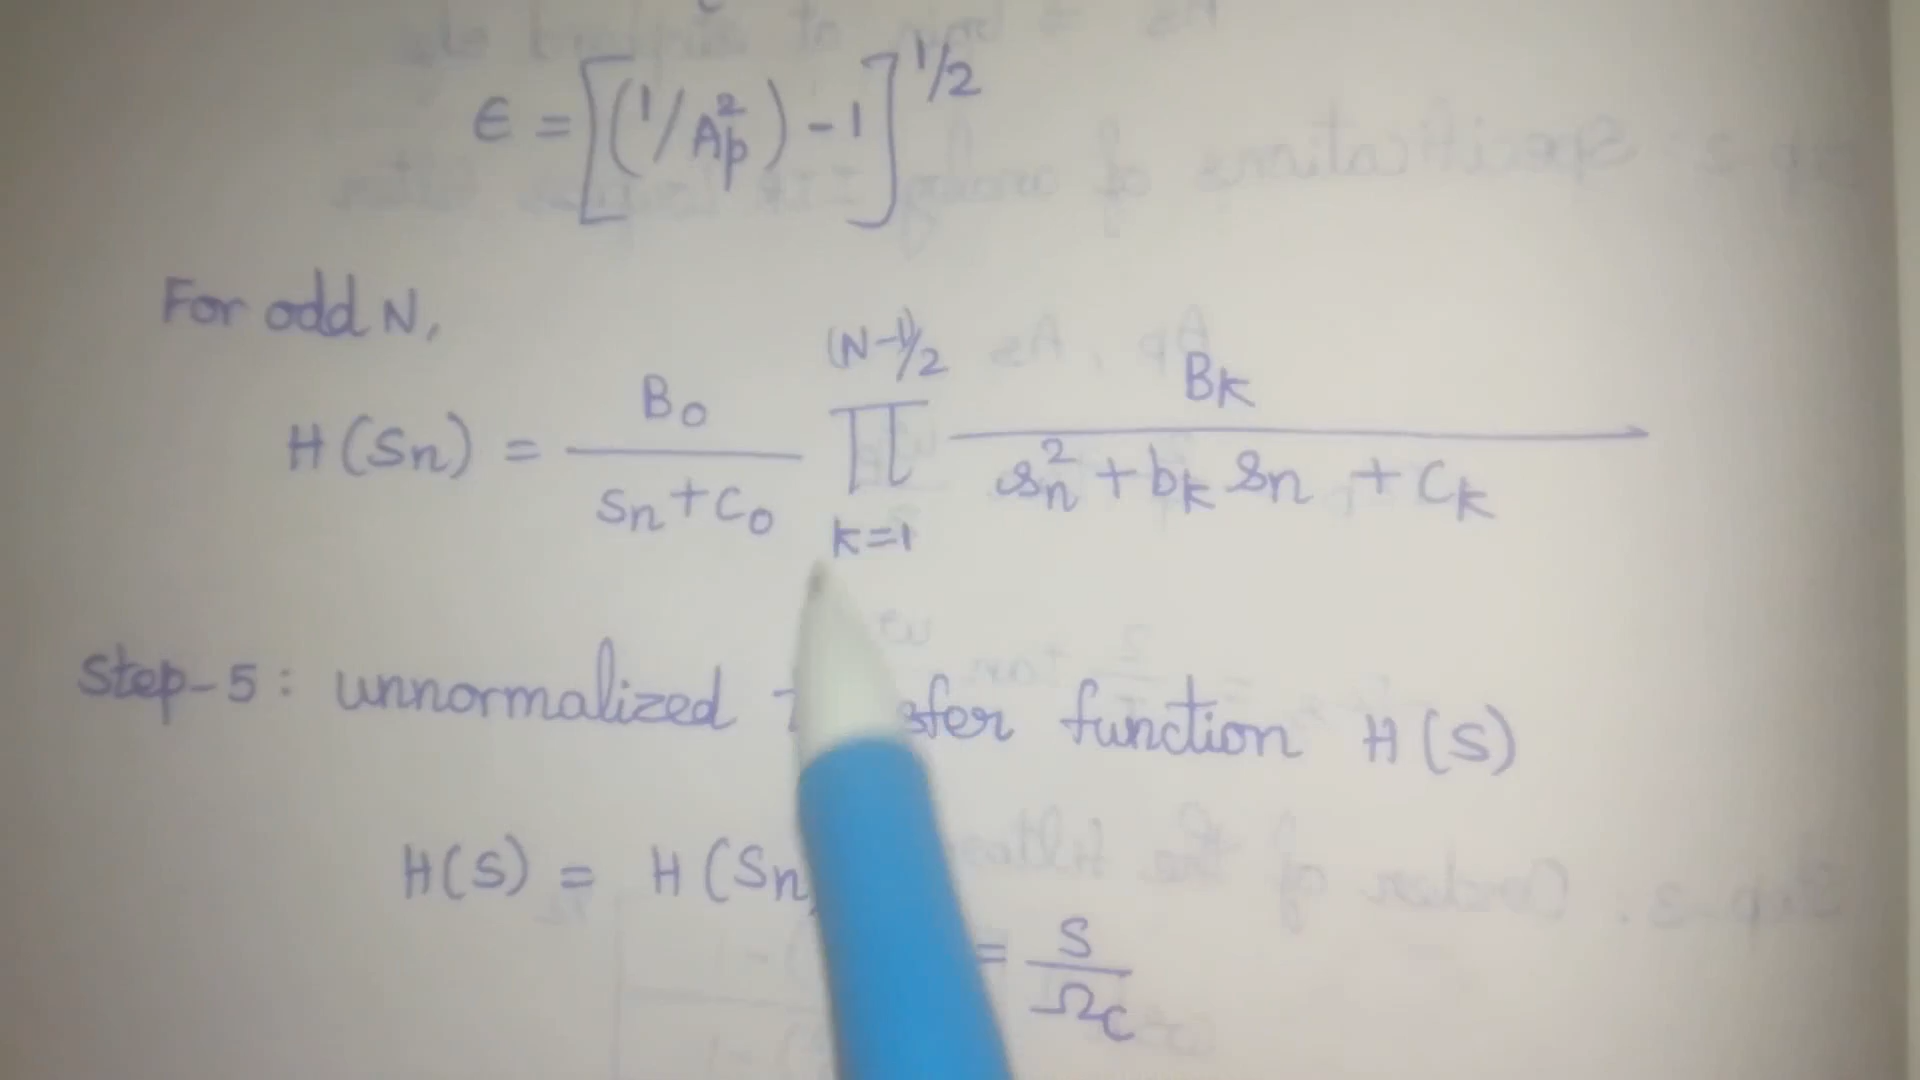 ϵ = [(1/Ap²) - 1]^1/2
For odd N,
H(Sn) = B0 / (Sn + C0) ∏ k=1 (N-1)/2 Bk / (Sn² + bk Sn + Ck)
Step-5: unnormalized function H(S)
H(S) = H(Sn = S/Ωc